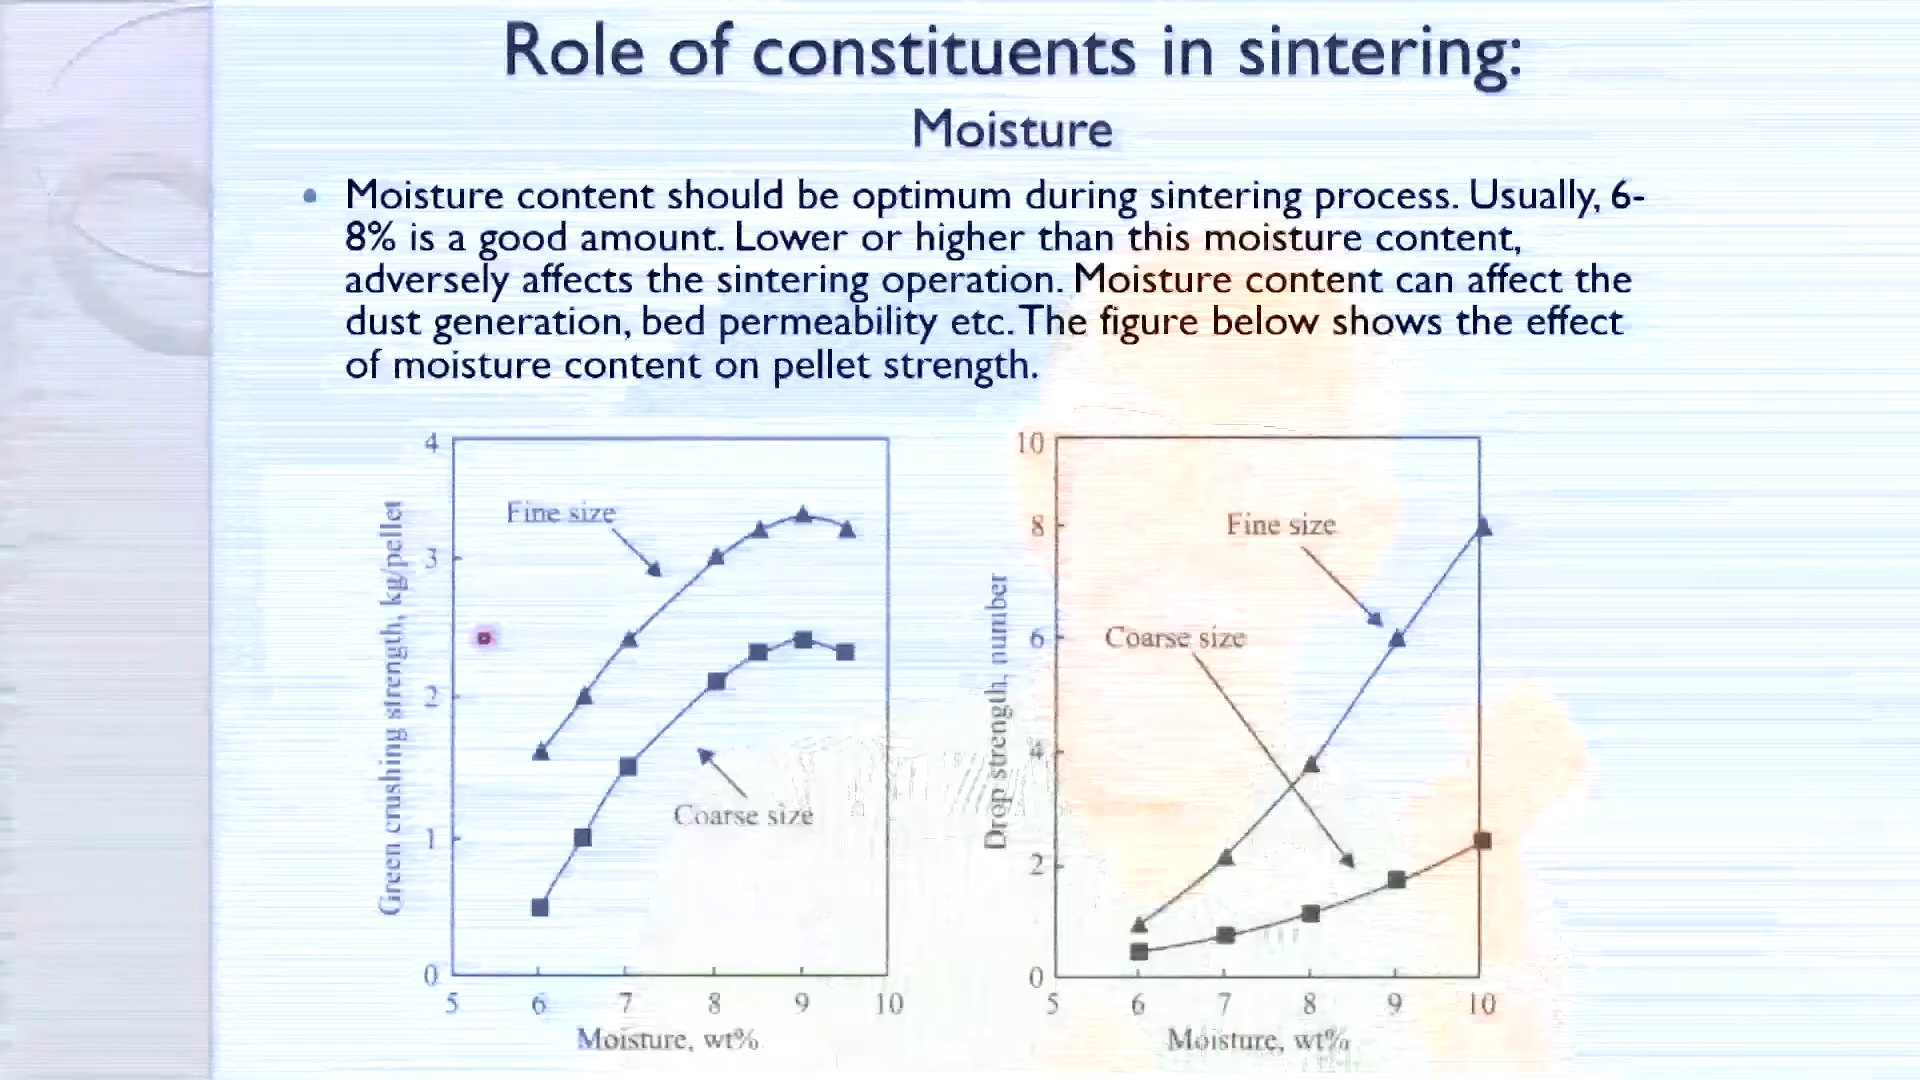 Role of constituents in sintering:
Moisture
• Moisture content should be optimum during sintering process. Usually, 6-
8% is a good amount. Lower or higher than this moisture content,
adversely affects the sintering operation. Moisture content can affect the
dust generation, bed permeability etc. The figure below shows the effect
of moisture content on pellet strength.
Green crushing strength, kg/pellet
4
3
2
1
0
Fine size
Coarse size
5 6 7 8 9 10
Moisture, wt%
Drop strength, number
10
8
6
4
2
0
Fine size
Coarse size
5 6 7 8 9 10
Moisture, wt%